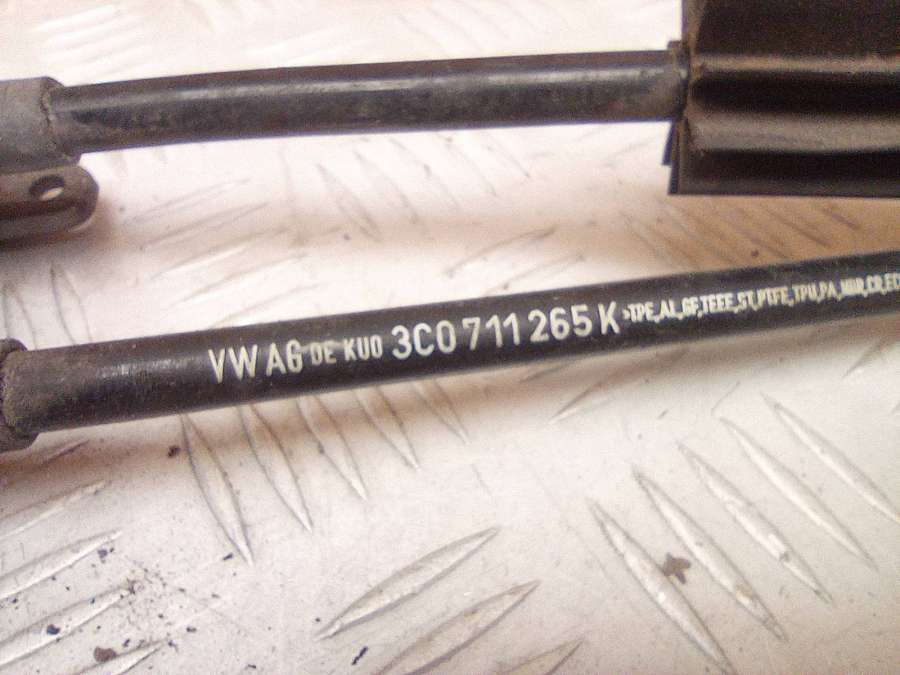 VW AG DE KUO 3C0 711 265 K >TPE,AL,GF,TEEE,ST,PTFE,TPU,PA,NBR,CR,